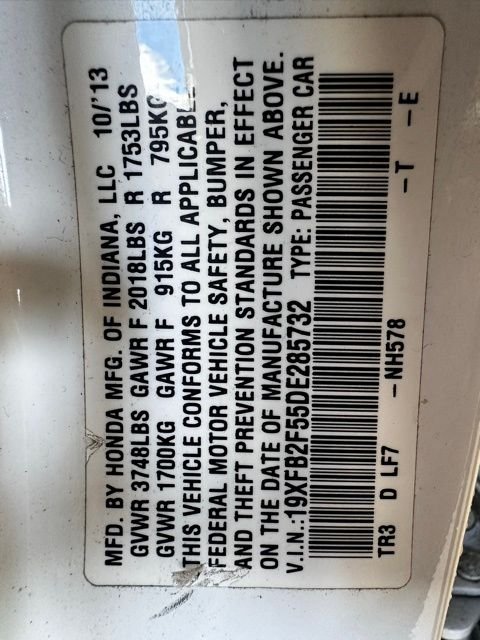 MFD. BY HONDA MFG. OF INDIANA, LLC 10/'13
GVWR 3748LBS GAWR F 2018LBS R 1753LBS
GVWR 1700KG GAWR F 915KG R 795KG
THIS VEHICLE CONFORMS TO ALL APPLICABLE
FEDERAL MOTOR VEHICLE SAFETY, BUMPER,
AND THEFT PREVENTION STANDARDS IN EFFECT
ON THE DATE OF MANUFACTURE SHOWN ABOVE.
V.I.N.:19XFB2F55DE285732 TYPE: PASSENGER CAR
TR3 D LF7 -NH578 -T -E